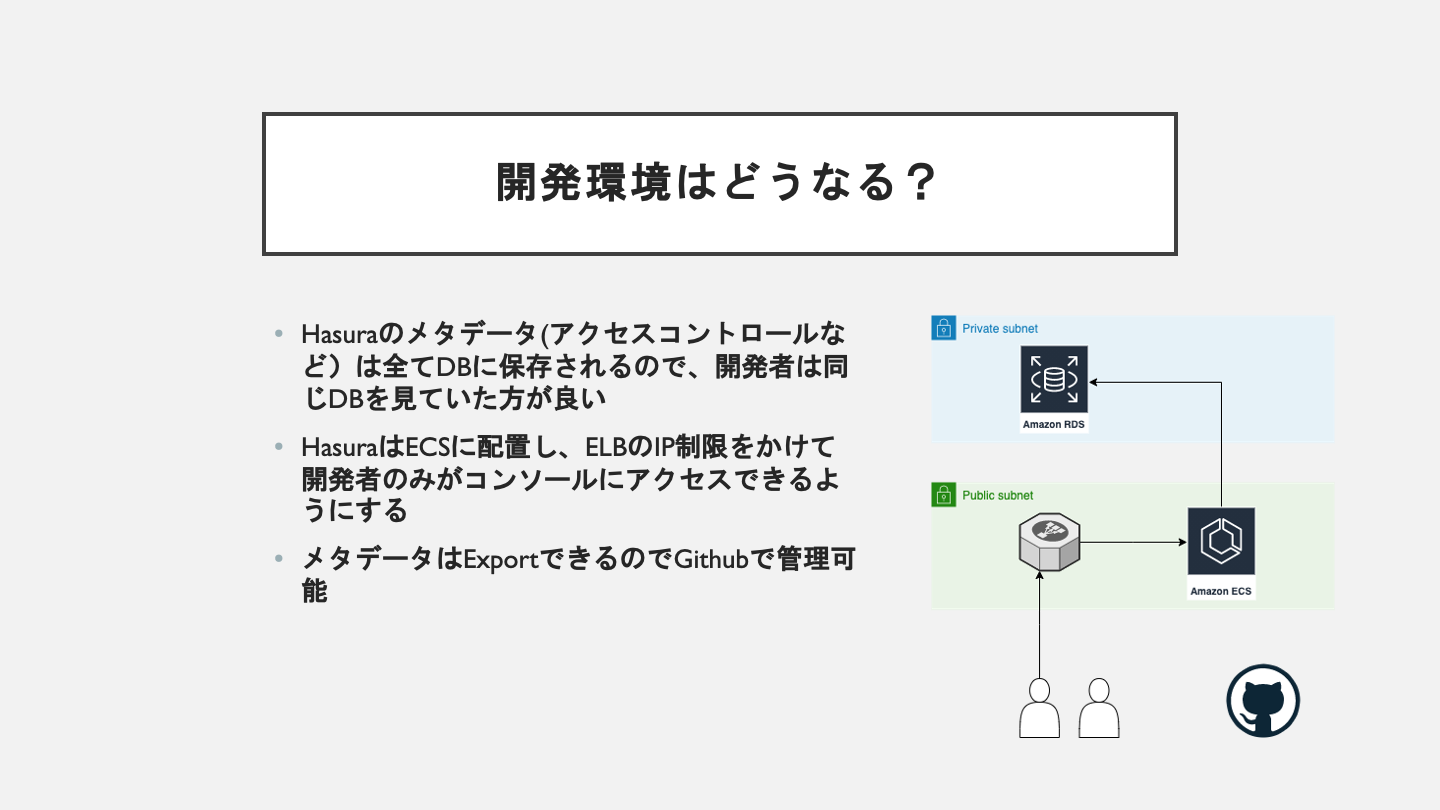 開発環境はどうなる？
• Hasuraのメタデータ(アクセスコントロールな
ど）は全てDBに保存されるので、開発者は同
じDBを見ていた方が良い
• HasuraはECSに配置し、ELBのIP制限をかけて
開発者のみがコンソールにアクセスできるよ
うにする
• メタデータはExportできるのでGithubで管理可
能
Private subnet
Amazon RDS
Public subnet
Amazon ECS